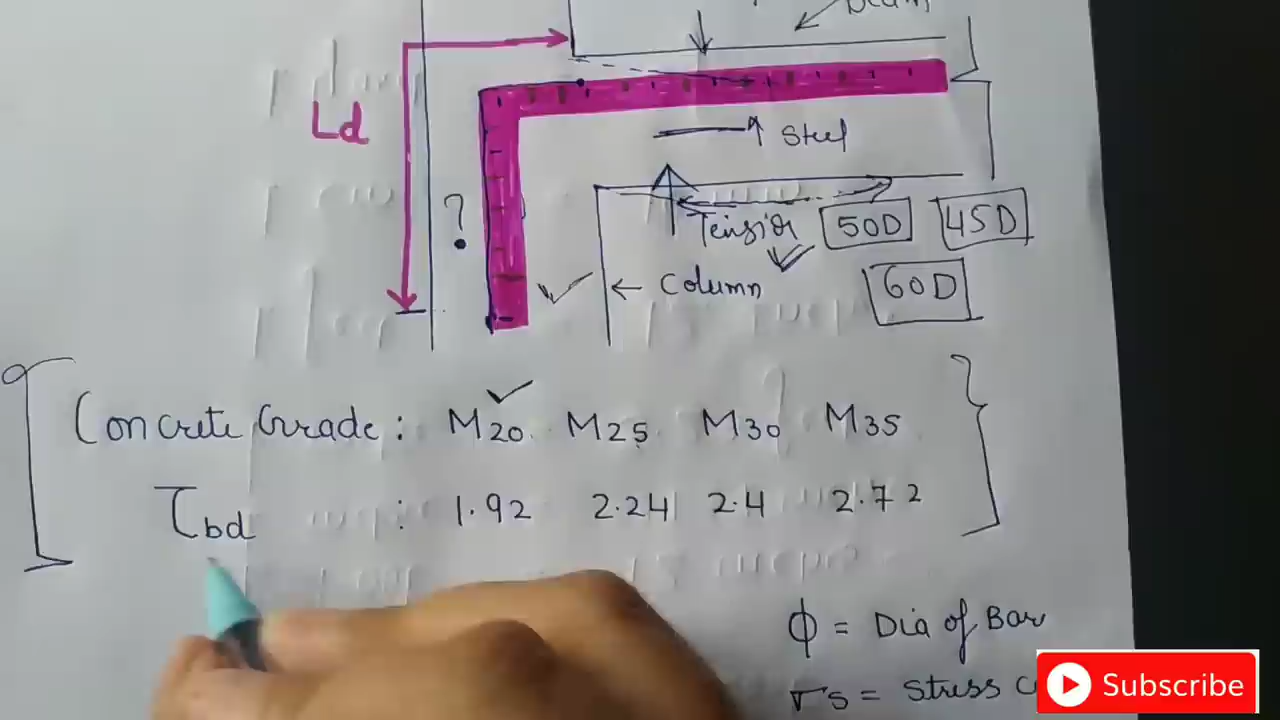 Beam
Ld
Steel
?
Tension 50D 45D
Column 60D
Concrete Grade : M20 M25 M30 M35
τbd : 1.92 2.24 2.4 2.72
ϕ = Dia of Bar
σs = Stress
Subscribe